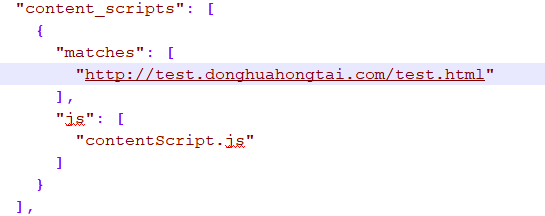 "content_scripts": [
{
"matches": [
"http://test.donghuahongtai.com/test.html"
],
"js": [
"contentScript.js"
]
}
],